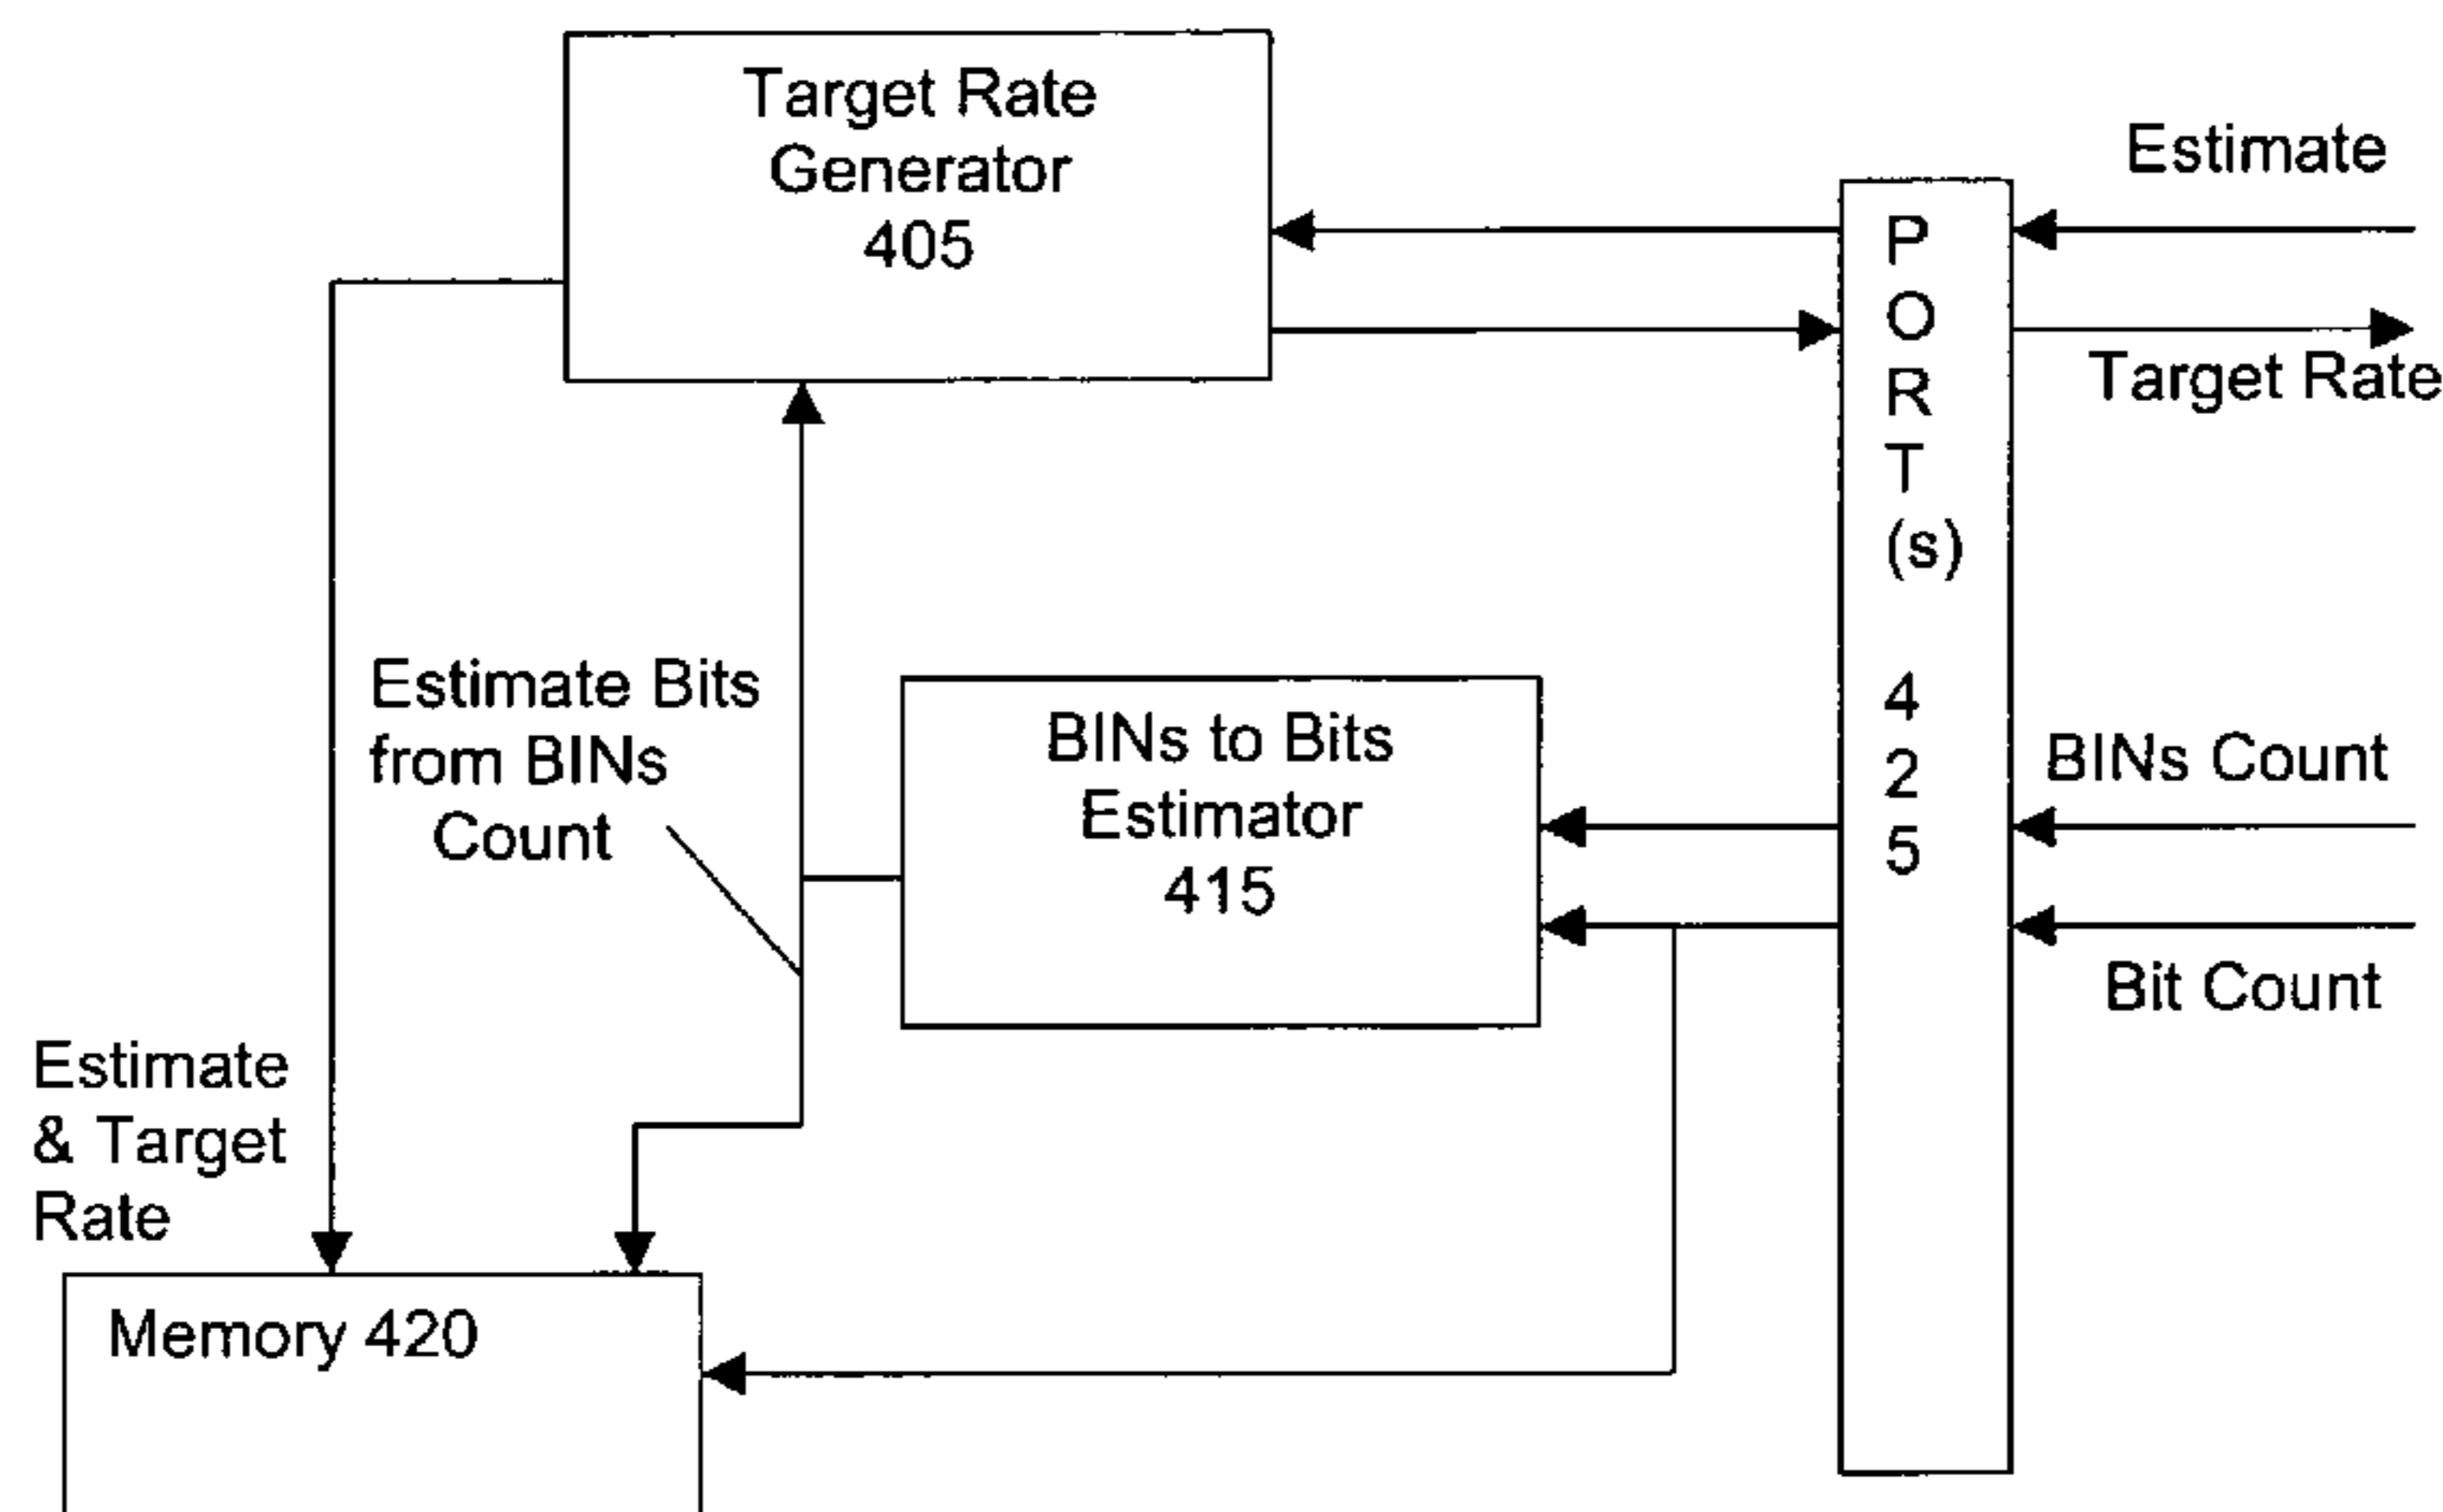 Target Rate
Generator
405
Estimate
P
O
R
T
(s)
4
2
5
Target Rate
Estimate Bits
from BINs
Count
BINs to Bits
Estimator
415
BINs Count
Bit Count
Estimate
& Target
Rate
Memory 420